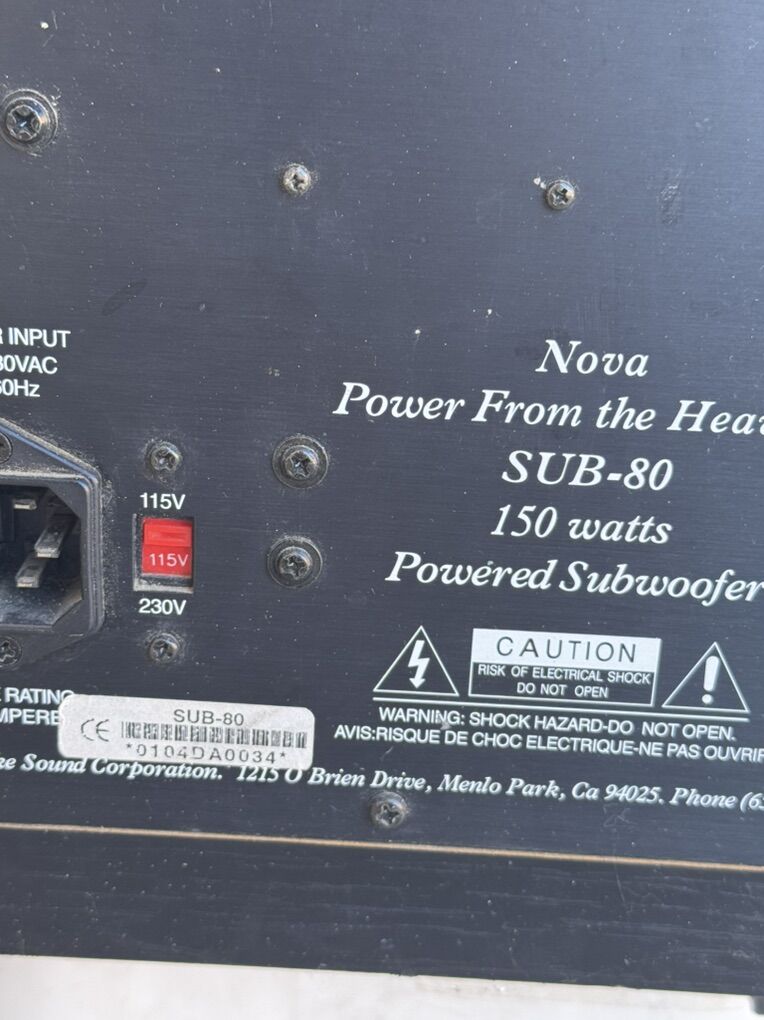 INPUT
Nova
30VAC
60Hz
Power From the Hea
SUB-80
115V
150 watts
115V
Powered Subwoofer
230V
CAUTION
RISK OF ELECTRICAL SHOCK
DO NOT OPEN
RATING
WARNING: SHOCK HAZARD-DO NOT OPEN.
AVIS:RISQUE DE CHOC ELECTRIQUE-NE PAS OUVRIR
MPERE
SUB-80
CE
*0104DA0034*
ke Sound Corporation. 1215 O Brien Drive, Menlo Park, Ca 94025. Phone (6